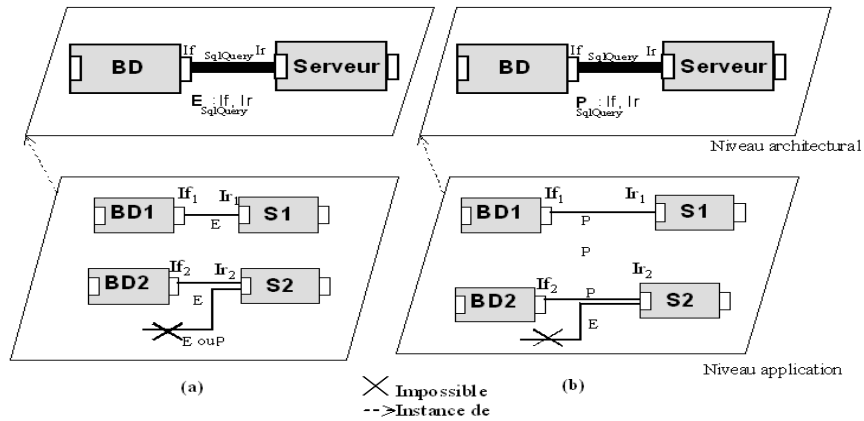 If SqlQuery Ir
BD Serveur
E SqlQuery : If, Ir
If SqlQuery Ir
BD Serveur
P SqlQuery : If, Ir
Niveau architectural
If1 Ir1
BD1 S1
E
If2 Ir2
BD2 S2
E
E ou P
If1 Ir1
BD1 S1
P
P
If2 Ir2
BD2 S2
P
E
Niveau application
(a)
(b)
Impossible
Instance de